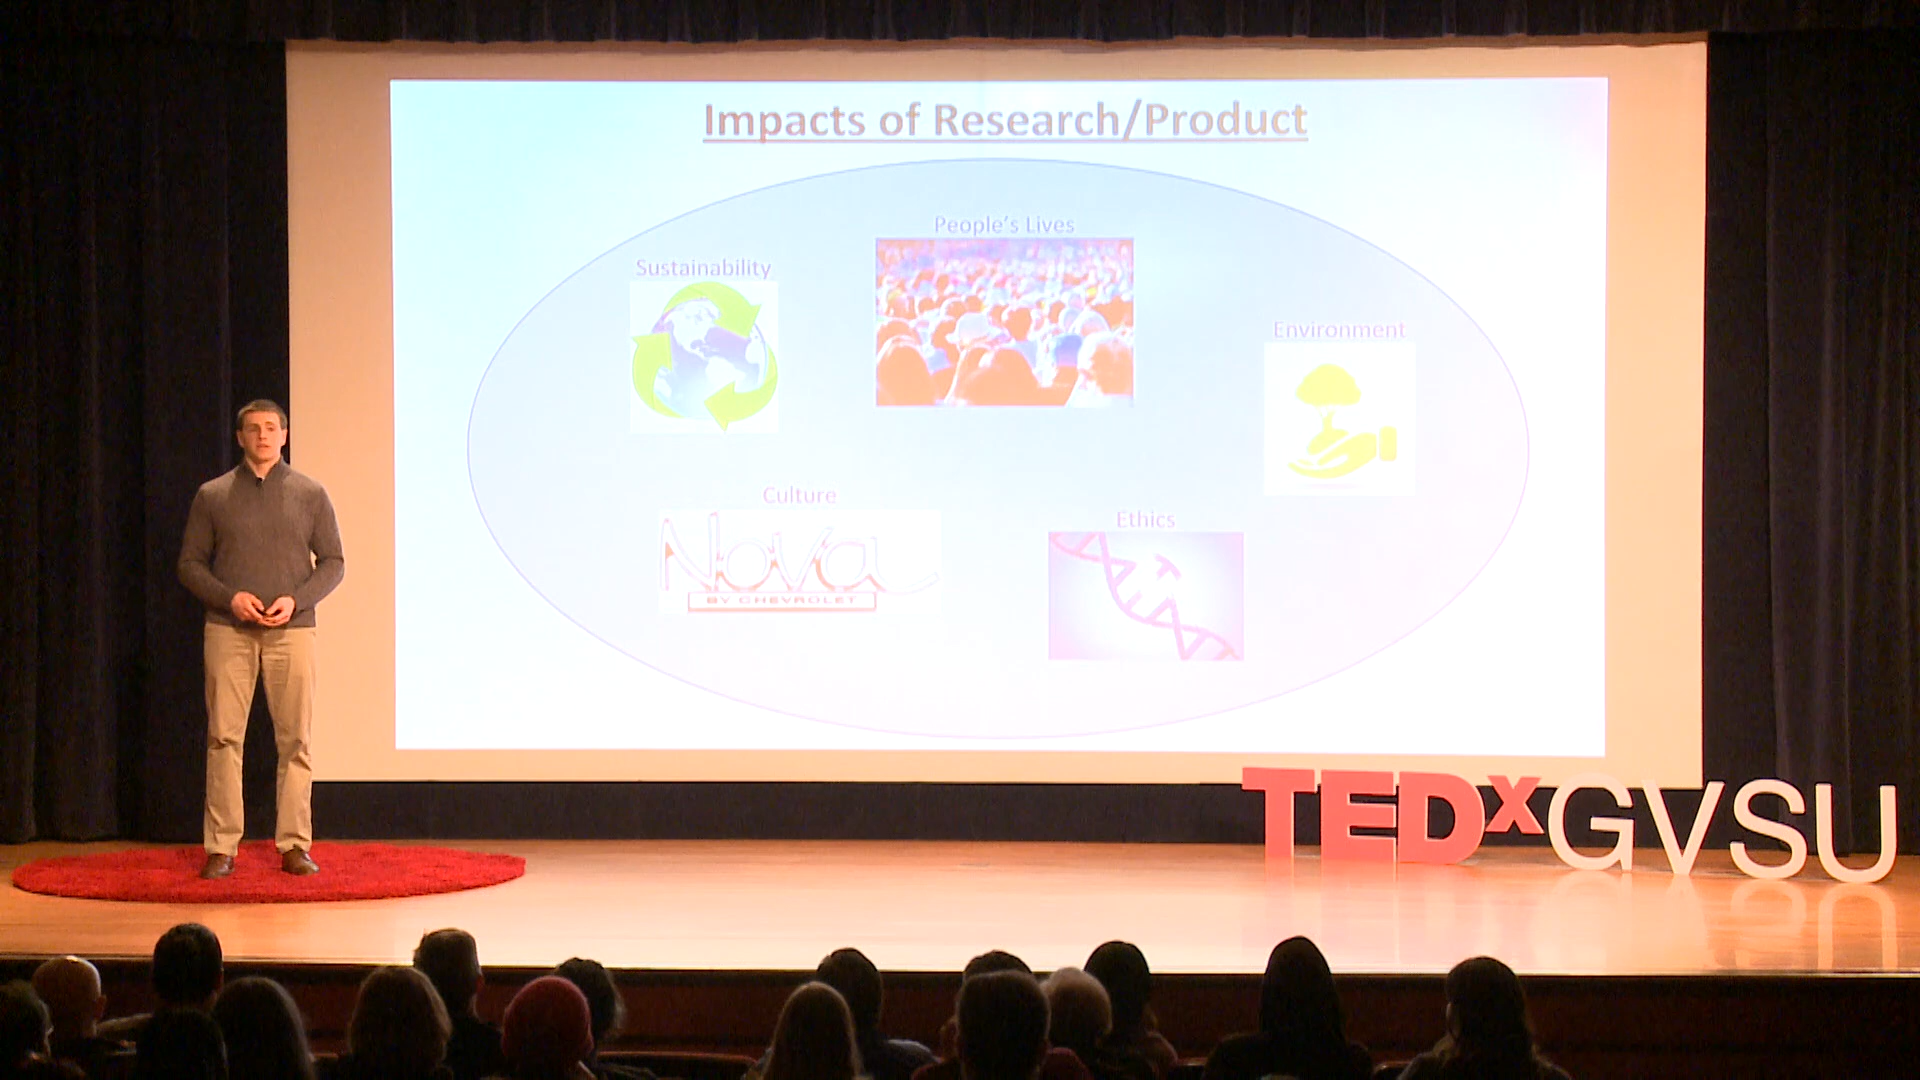 Impacts of Research/Product
People's Lives
Sustainability
Environment
Culture
Nova
BY CHEVROLET
Ethics
TEDxGVSU